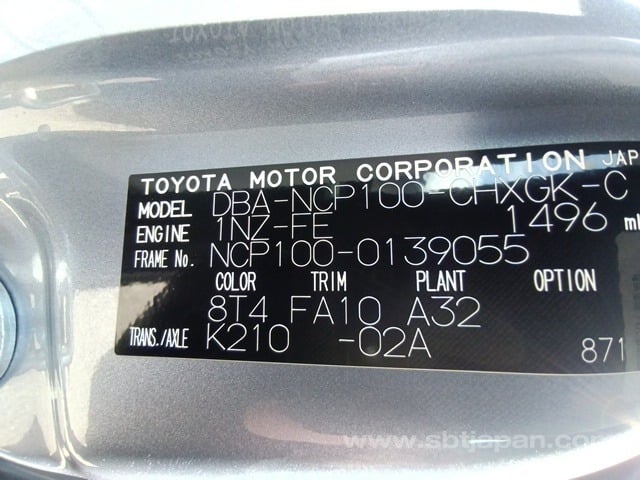 TOYOTA MOTOR CORPORATION JAP
MODEL DBA-NCP100-CHXGK-C
ENGINE 1NZ-FE 1496 m
FRAME No. NCP100-0139055
COLOR TRIM PLANT OPTION
8T4 FA10 A32
TRANS./AXLE K210 -02A
871
www.sbtjapan.com